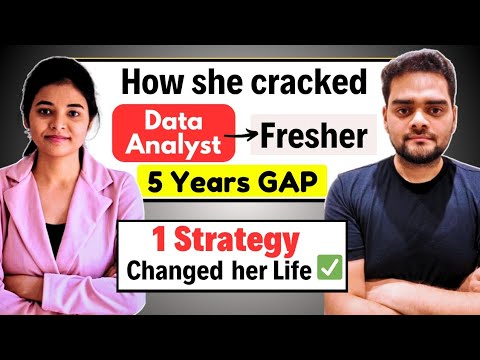 How she cracked
Data Analyst → Fresher
5 Years GAP
1 Strategy
Changed her Life ✅